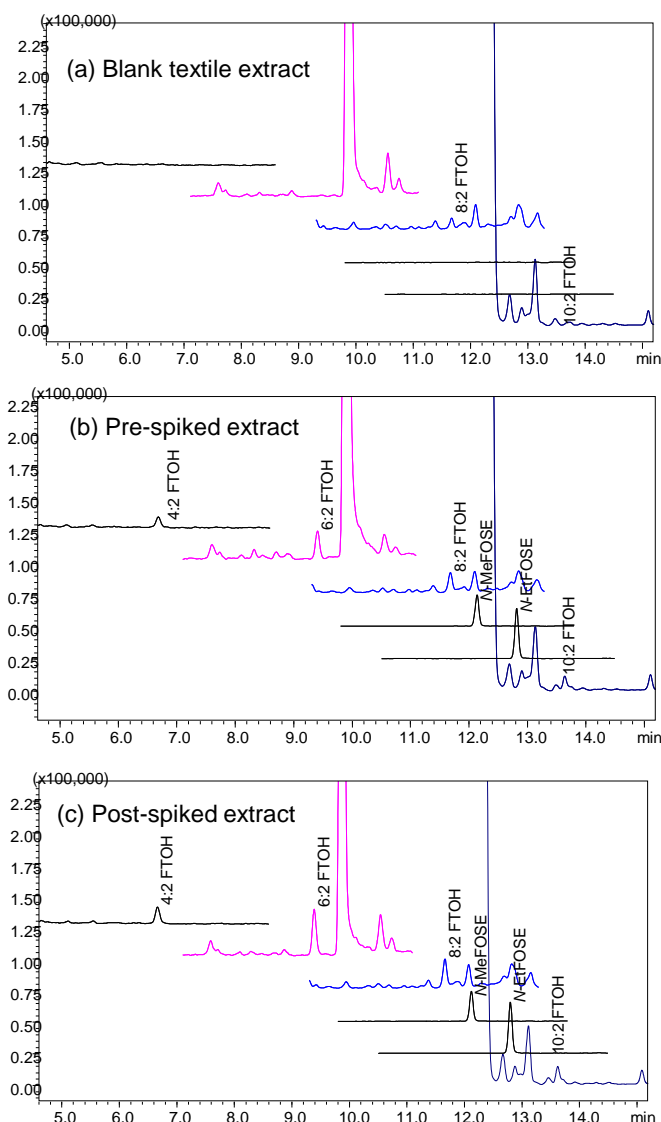 (x100,000)
2.25
(a) Blank textile extract
2.00
1.75
1.50
1.25
8:2 FTOH
1.00
0.75
0.50
10:2 FTOH
0.25
0.00
5.0 6.0 7.0 8.0 9.0 10.0 11.0 12.0 13.0 14.0 min
(x100,000)
2.25
(b) Pre-spiked extract
2.00
1.75
4:2 FTOH
6:2 FTOH
1.50
1.25
8:2 FTOH
N-MeFOSE
N-EtFOSE
1.00
0.75
0.50
10:2 FTOH
0.25
0.00
5.0 6.0 7.0 8.0 9.0 10.0 11.0 12.0 13.0 14.0 min
(x100,000)
2.25
(c) Post-spiked extract
2.00
1.75
4:2 FTOH
6:2 FTOH
1.50
1.25
8:2 FTOH
N-MeFOSE
N-EtFOSE
1.00
0.75
0.50
10:2 FTOH
0.25
0.00
5.0 6.0 7.0 8.0 9.0 10.0 11.0 12.0 13.0 14.0 min